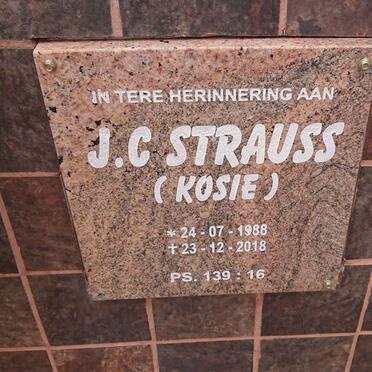 IN TERE HERINNERING AAN
J.C STRAUSS
( KOSIE )
* 24 - 07 - 1988
† 23 - 12 - 2018
PS. 139 : 16